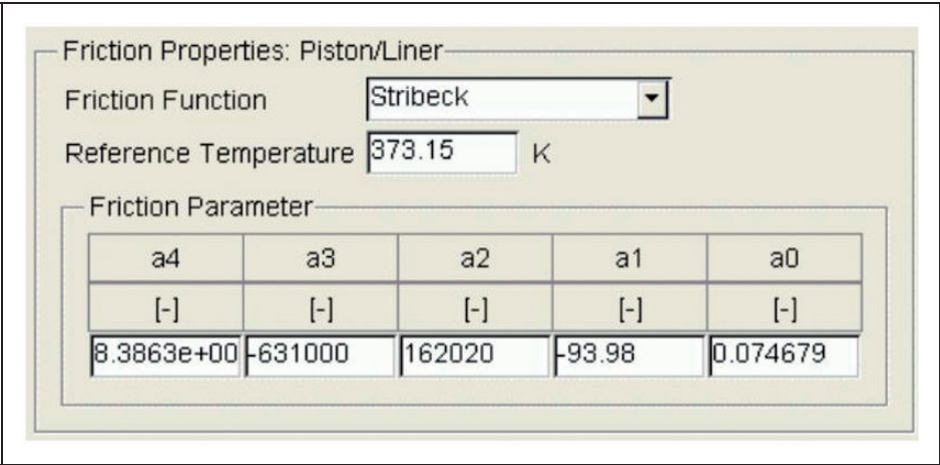 Friction Properties: Piston/Liner
Friction Function Stribeck
Reference Temperature 373.15 K
Friction Parameter
a4 a3 a2 a1 a0
[-] [-] [-] [-] [-]
8.3863e+00 -631000 162020 -93.98 0.074679